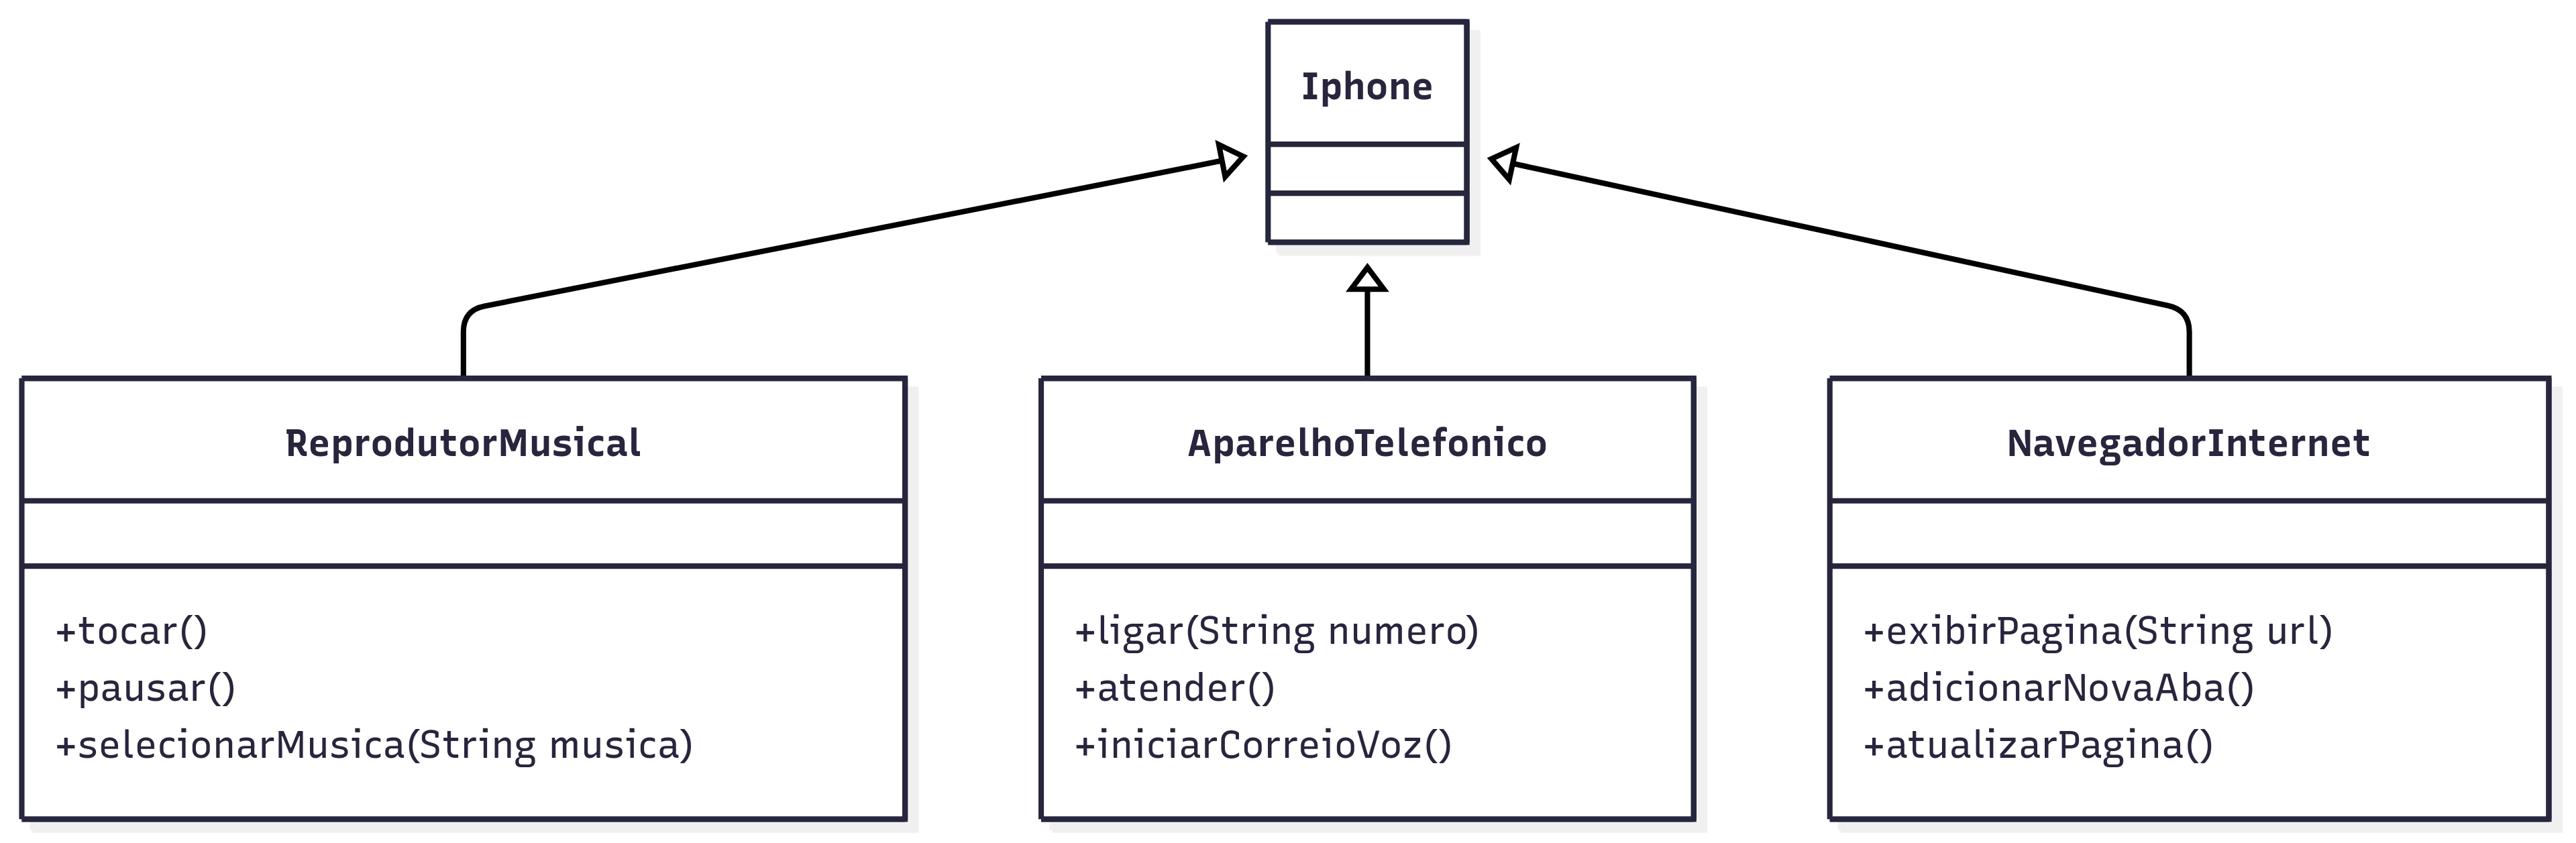 Iphone
ReprodutorMusical
+tocar()
+pausar()
+selecionarMusica(String musica)
AparelhoTelefonico
+ligar(String numero)
+atender()
+iniciarCorreioVoz()
NavegadorInternet
+exibirPagina(String url)
+adicionarNovaAba()
+atualizarPagina()